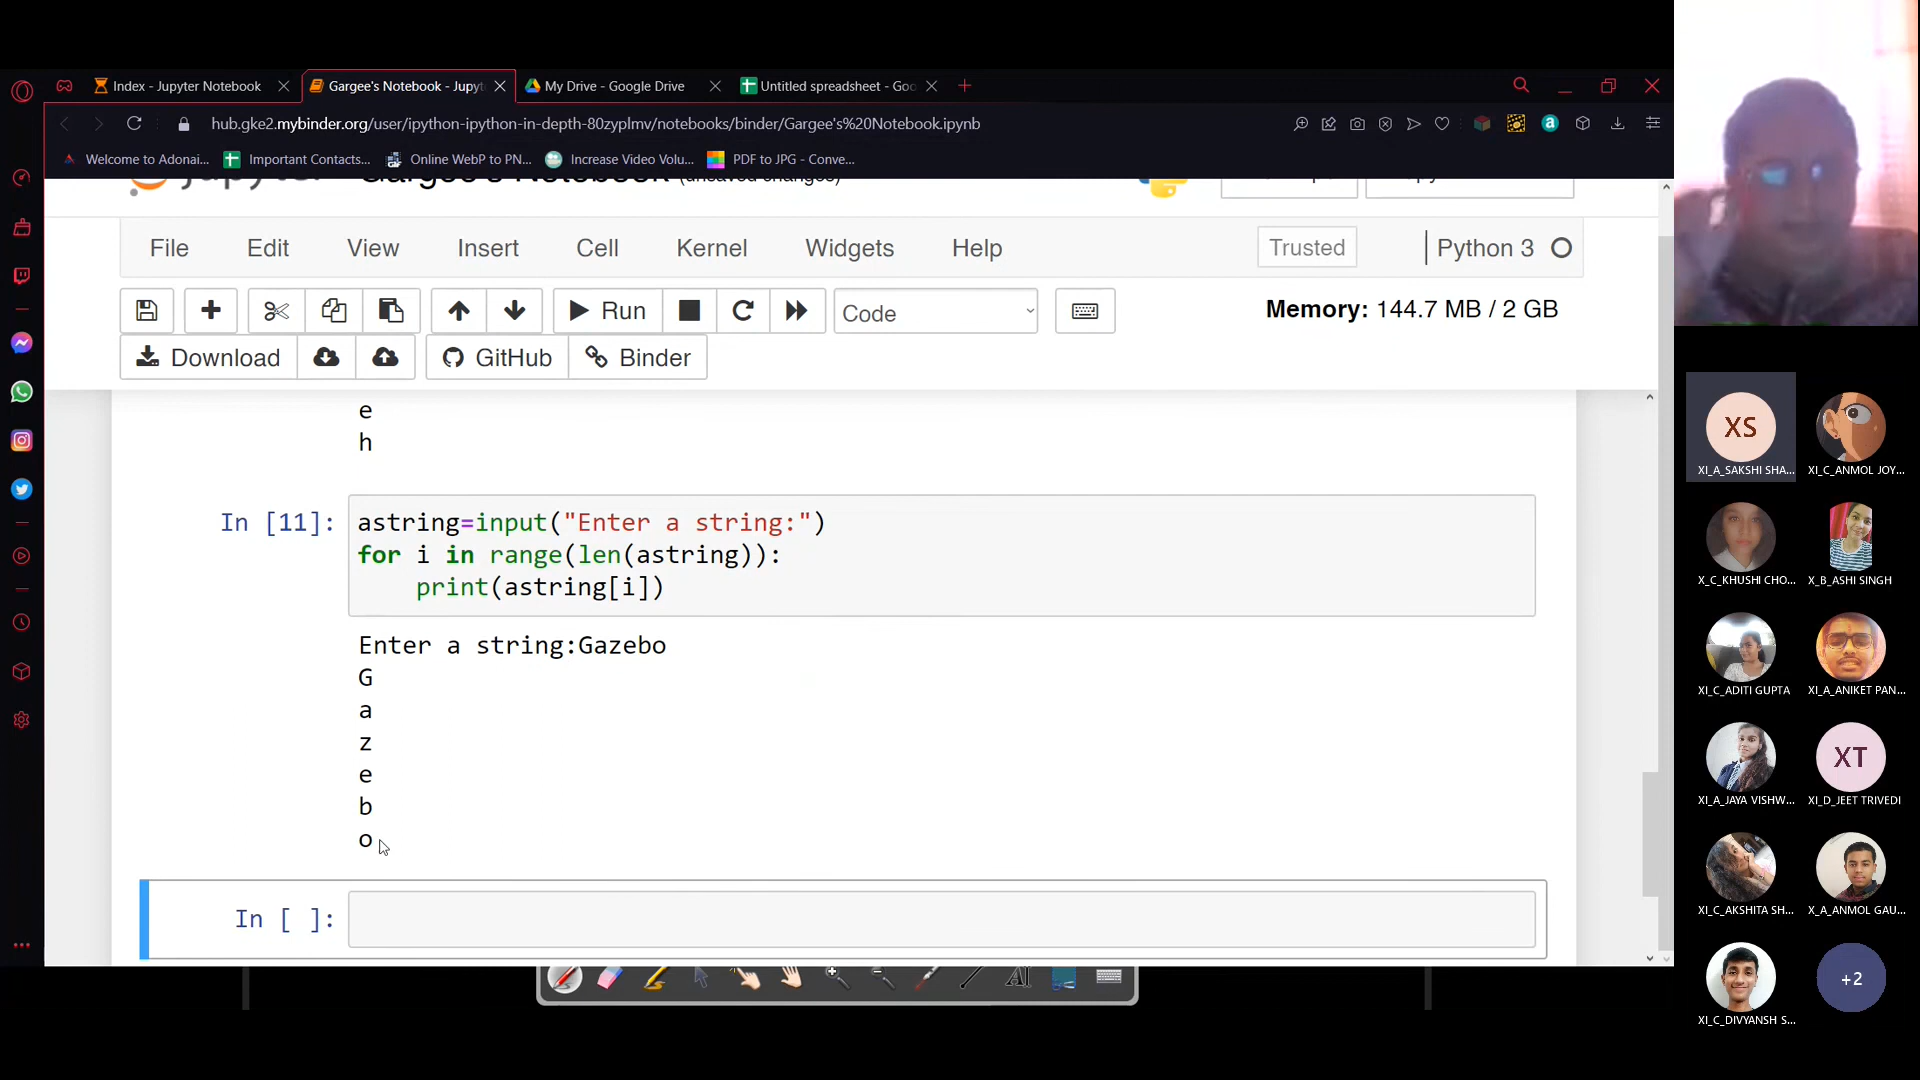 Index - Jupyter Notebook
Gargee's Notebook - Jupyt
My Drive - Google Drive
Untitled spreadsheet - Goo
hub.gke2.mybinder.org/user/ipython-ipython-in-depth-80zyplmv/notebooks/binder/Gargee's%20Notebook.ipynb
Welcome to Adonai...
Important Contacts...
Online WebP to PN...
Increase Video Volu...
PDF to JPG - Conve...
Gargee's Notebook (unsaved changes)
File Edit View Insert Cell Kernel Widgets Help
Trusted
Python 3
Run
Code
Memory: 144.7 MB / 2 GB
Download
GitHub
Binder
e
h
In [11]: astring=input("Enter a string:")
for i in range(len(astring)):
print(astring[i])
Enter a string:Gazebo
G
a
z
e
b
o
In [ ]:
XS
XI_A_SAKSHI SHA...
XI_C_ANMOL JOY...
X_C_KHUSHI CHO...
X_B_ASHI SINGH
XI_C_ADITI GUPTA
XI_A_ANIKET PAN...
XI_A_JAYA VISHW...
XT
XI_D_JEET TRIVEDI
XI_C_AKSHITA SH...
X_A_ANMOL GAU...
XI_C_DIVYANSH S...
+2